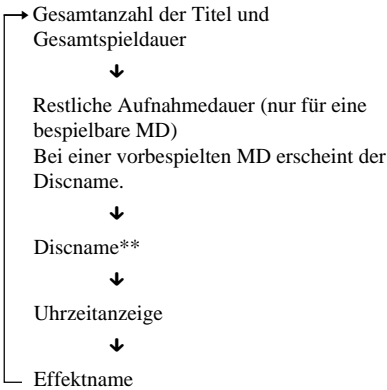 Gesamtanzahl der Titel und
Gesamtspieldauer
Restliche Aufnahmedauer (nur für eine
bespielbare MD)
Bei einer vorbespielten MD erscheint der
Discname.
Discname**
Uhrzeitanzeige
Effektname